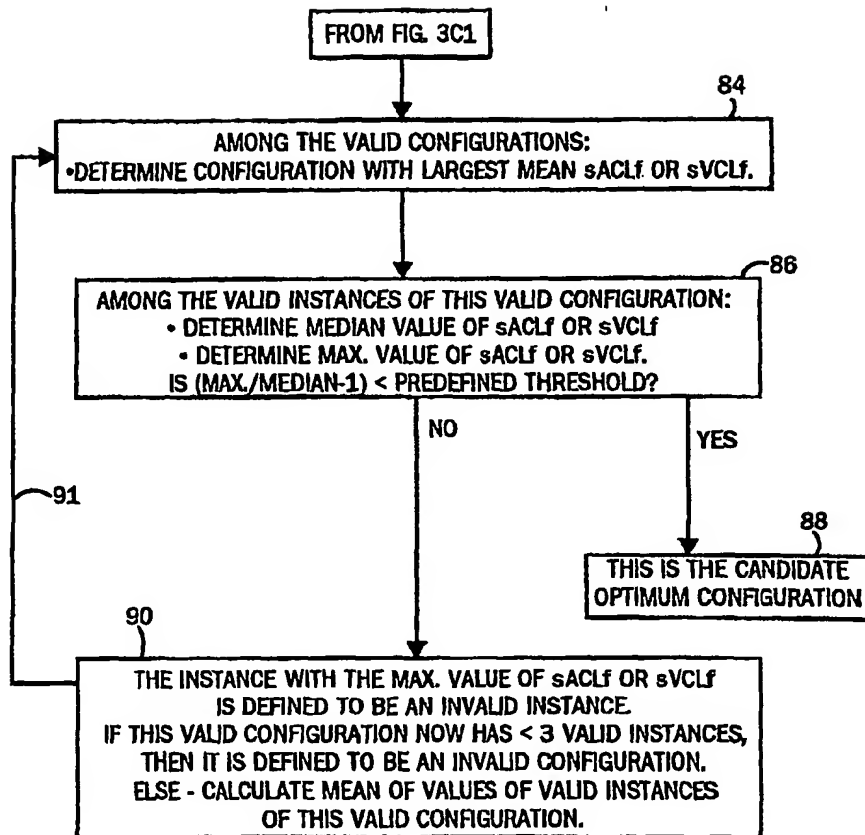 FROM FIG. 3C1
84
AMONG THE VALID CONFIGURATIONS:
•DETERMINE CONFIGURATION WITH LARGEST MEAN sACLf OR sVCLf.
86
AMONG THE VALID INSTANCES OF THIS VALID CONFIGURATION:
• DETERMINE MEDIAN VALUE OF sACLf OR sVCLf
• DETERMINE MAX. VALUE OF sACLf OR sVCLf.
IS (MAX./MEDIAN-1) < PREDEFINED THRESHOLD?
NO
YES
91
88
THIS IS THE CANDIDATE
OPTIMUM CONFIGURATION
90
THE INSTANCE WITH THE MAX. VALUE OF sACLf OR sVCLf
IS DEFINED TO BE AN INVALID INSTANCE.
IF THIS VALID CONFIGURATION NOW HAS < 3 VALID INSTANCES,
THEN IT IS DEFINED TO BE AN INVALID CONFIGURATION.
ELSE - CALCULATE MEAN OF VALUES OF VALID INSTANCES
OF THIS VALID CONFIGURATION.